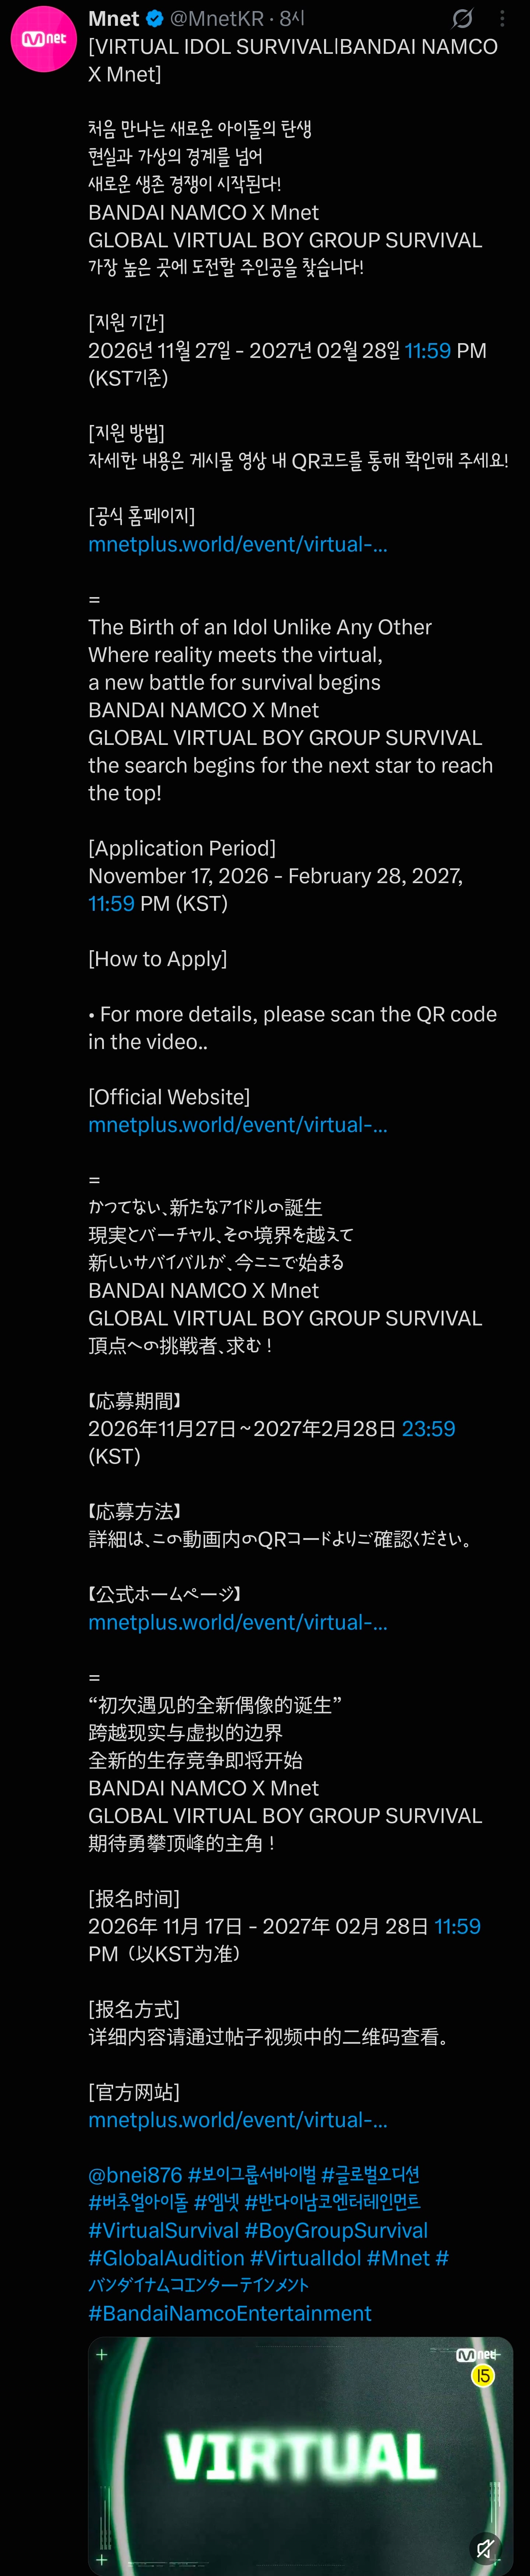 Mnet @MnetKR · 8시
[VIRTUAL IDOL SURVIVAL|BANDAI NAMCO
X Mnet]
처음 만나는 새로운 아이돌의 탄생
현실과 가상의 경계를 넘어
새로운 생존 경쟁이 시작된다!
BANDAI NAMCO X Mnet
GLOBAL VIRTUAL BOY GROUP SURVIVAL
가장 높은 곳에 도전할 주인공을 찾습니다!
[지원 기간]
2026년 11월 27일 - 2027년 02월 28일 11:59 PM
(KST기준)
[지원 방법]
자세한 내용은 게시물 영상 내 QR코드를 통해 확인해 주세요!
[공식 홈페이지]
mnetplus.world/event/virtual-...
=
The Birth of an Idol Unlike Any Other
Where reality meets the virtual,
a new battle for survival begins
BANDAI NAMCO X Mnet
GLOBAL VIRTUAL BOY GROUP SURVIVAL
the search begins for the next star to reach
the top!
[Application Period]
November 17, 2026 - February 28, 2027,
11:59 PM (KST)
[How to Apply]
• For more details, please scan the QR code
in the video..
[Official Website]
mnetplus.world/event/virtual-...
=
かつてない、新たなアイドルの誕生
現実とバーチャル、その境界を越えて
新しいサバイバルが、今ここで始まる
BANDAI NAMCO X Mnet
GLOBAL VIRTUAL BOY GROUP SURVIVAL
頂点への挑戦者、求む!
【応募期間】
2026年11月27日~2027年2月28日 23:59
(KST)
【応募方法】
詳細は、この動画内のQRコードよりご確認ください。
【公式ホームページ】
mnetplus.world/event/virtual-...
=
“初次遇见的全新偶像的诞生”
跨越现实与虚拟的边界
全新的生存竞争即将开始
BANDAI NAMCO X Mnet
GLOBAL VIRTUAL BOY GROUP SURVIVAL
期待勇攀顶峰的主角!
[报名时间]
2026年 11月 17日 - 2027年 02月 28日 11:59
PM（以KST为准）
[报名方式]
详细内容请通过帖子视频中的二维码查看。
[官方网站]
mnetplus.world/event/virtual-...
@bnei876 #보이그룹서바이벌 #글로벌오디션
#버추얼아이돌 #엠넷 #반다이남코엔터테인먼트
#VirtualSurvival #BoyGroupSurvival
#GlobalAudition #VirtualIdol #Mnet #
バンダイナムコエンターテインメント
#BandaiNamcoEntertainment
Mnet
15
VIRTUAL